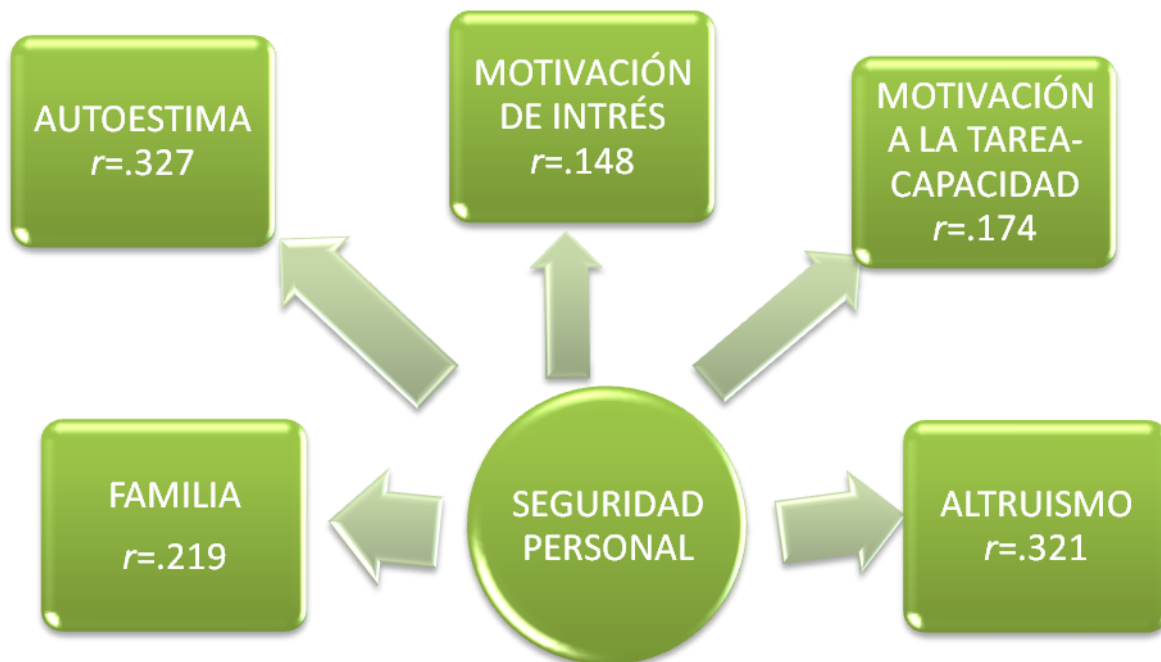 AUTOESTIMA
r=.327
MOTIVACIÓN
DE INTRÉS
r=.148
MOTIVACIÓN
A LA TAREA-
CAPACIDAD
r=.174
FAMILIA
r=.219
SEGURIDAD
PERSONAL
ALTRUISMO
r=.321